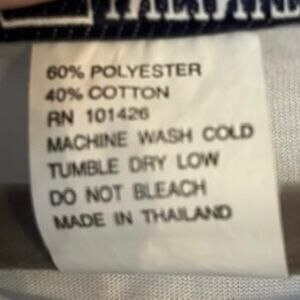 60% POLYESTER
40% COTTON
RN 101426
MACHINE WASH COLD
TUMBLE DRY LOW
DO NOT BLEACH
MADE IN THAILAND